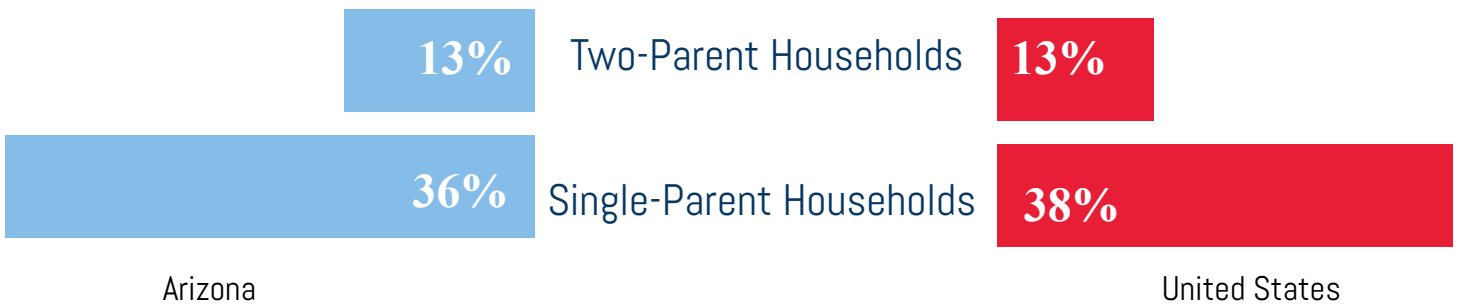 13% Two-Parent Households 13%
36% Single-Parent Households 38%
Arizona United States